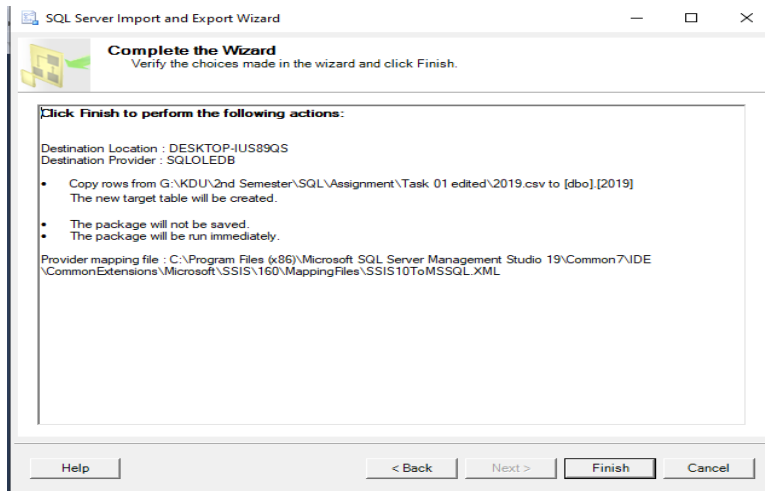 SQL Server Import and Export Wizard
Complete the Wizard
Verify the choices made in the wizard and click Finish.
Click Finish to perform the following actions:
Destination Location : DESKTOP-IUS89QS
Destination Provider : SQLOLEDB
• Copy rows from G:\KDU\2nd Semester\SQL\Assignment\Task 01 edited\2019.csv to [dbo].[2019]
The new target table will be created.
• The package will not be saved.
• The package will be run immediately.
Provider mapping file : C:\Program Files (x86)\Microsoft SQL Server Management Studio 19\Common7\IDE
\CommonExtensions\Microsoft\SSIS\160\MappingFiles\SSIS10ToMSSQL.XML
Help < Back Next > Finish Cancel